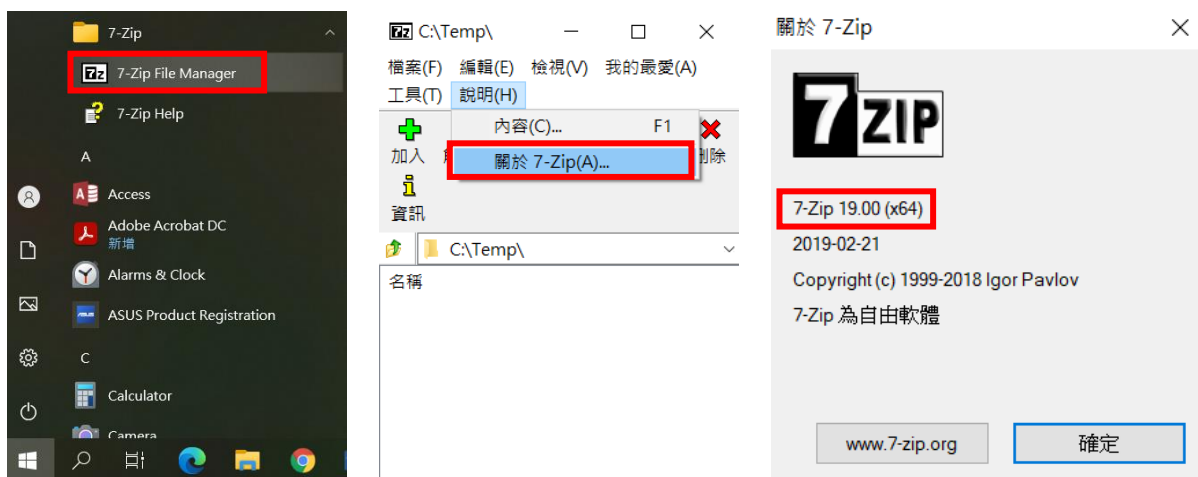 7-Zip
7z 7-Zip File Manager
7-Zip Help
A
Access
Adobe Acrobat DC
新增
Alarms & Clock
ASUS Product Registration
C
Calculator
Camera
7z C:\Temp\
檔案(F) 編輯(E) 檢視(V) 我的最愛(A)
工具(T) 說明(H)
內容(C)... F1
加入 刪除
關於 7-Zip(A)...
資訊
C:\Temp\
名稱
關於 7-Zip
7 ZIP
7-Zip 19.00 (x64)
2019-02-21
Copyright (c) 1999-2018 Igor Pavlov
7-Zip 為自由軟體
www.7-zip.org 確定